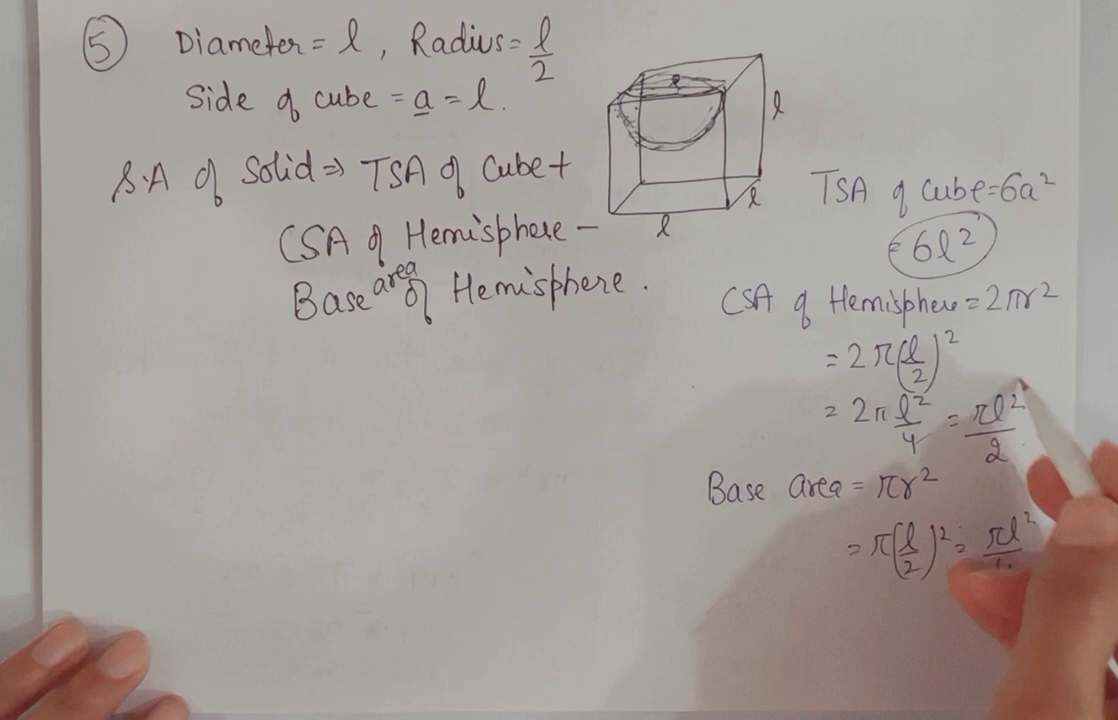 5 Diameter = l, Radius = l/2
Side of cube = a = l.
S.A of Solid ⇒ TSA of Cube +
CSA of Hemisphere -
Base area of Hemisphere.
l
l
l
l
TSA of cube = 6a²
= 6l²
CSA of Hemisphere = 2πr²
= 2π(l/2)²
= 2π l²/4 = πl²/2
Base area = πr²
= π(l/2)² = πl²/4